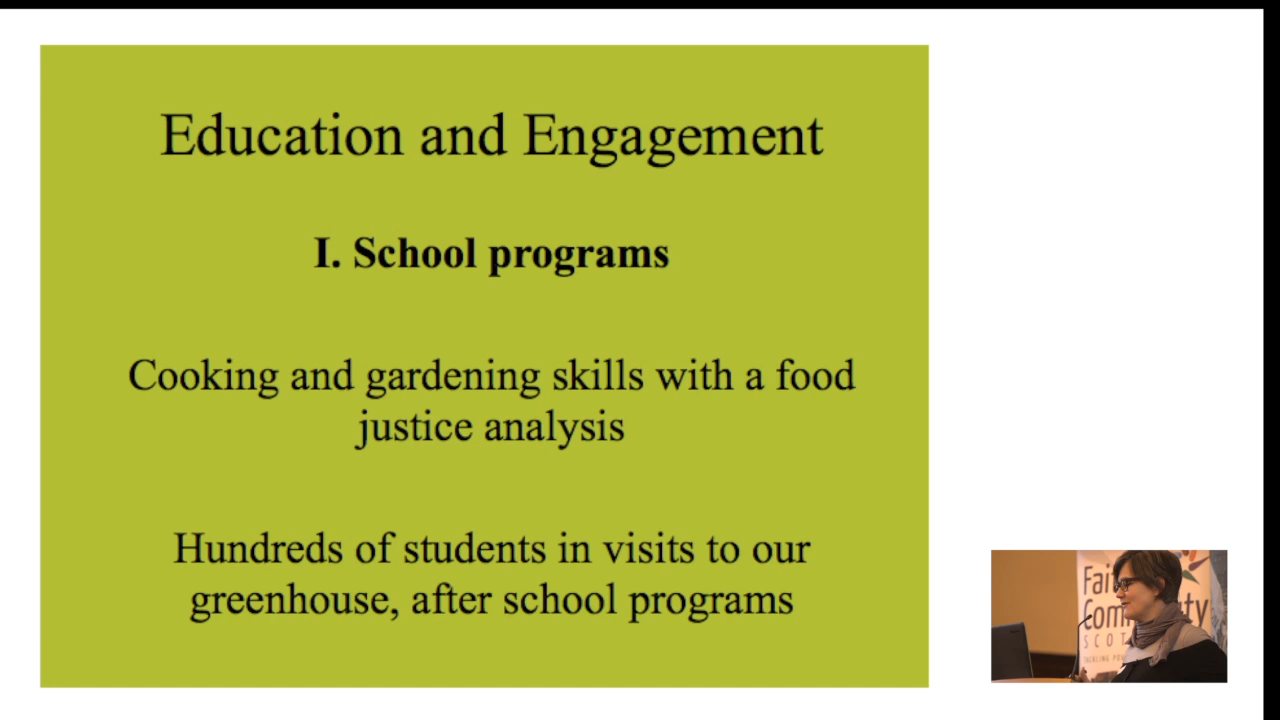 Education and Engagement
I. School programs
Cooking and gardening skills with a food
justice analysis
Hundreds of students in visits to our
greenhouse, after school programs